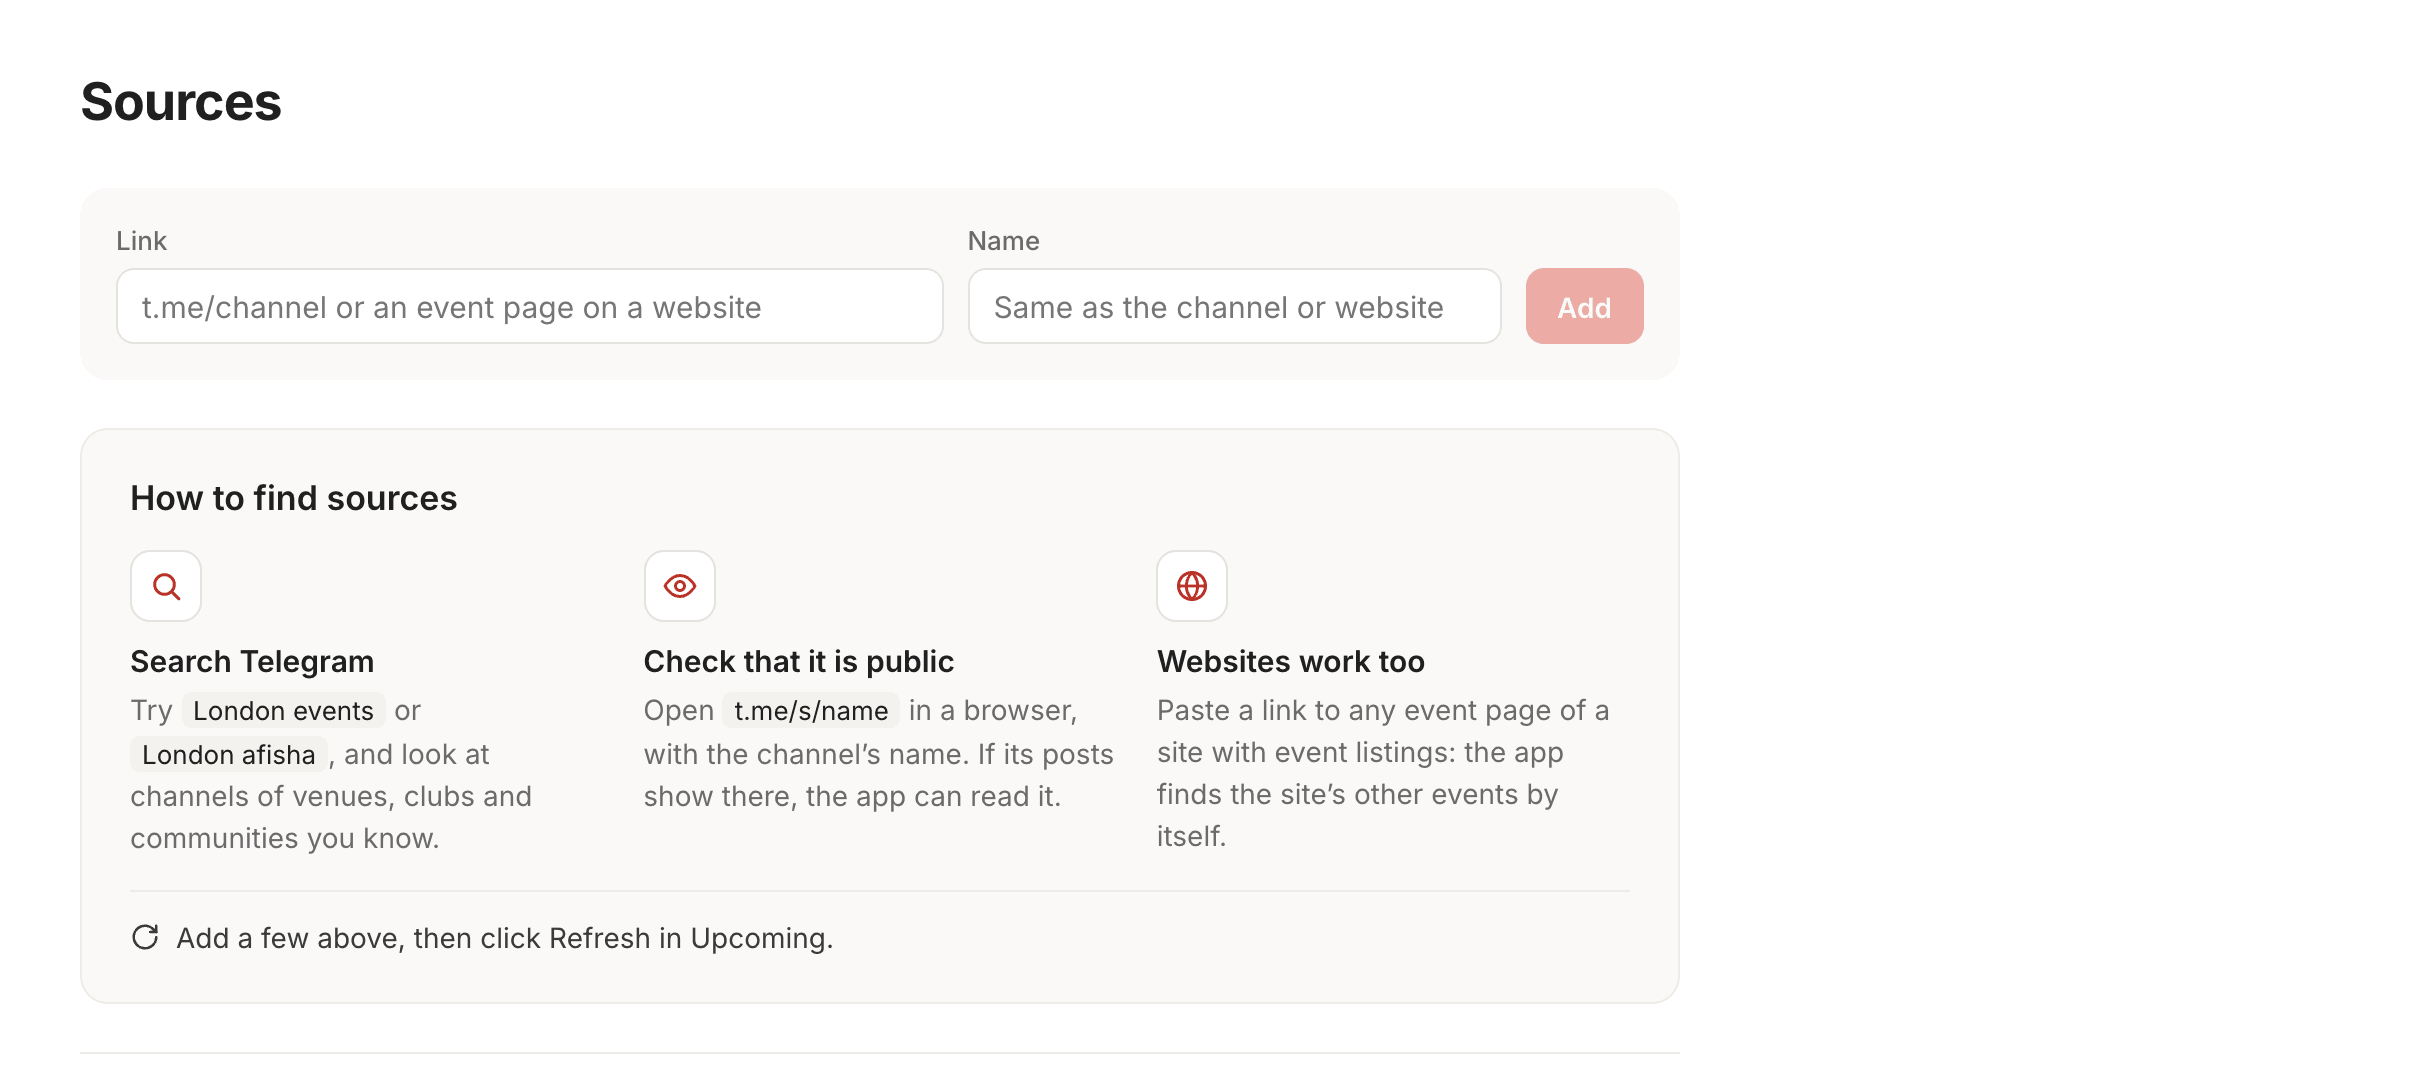 Sources
Link
Name
t.me/channel or an event page on a website
Same as the channel or website
Add
How to find sources
Search Telegram
Try London events or
London afisha, and look at
channels of venues, clubs and
communities you know.
Check that it is public
Open t.me/s/name in a browser,
with the channel’s name. If its posts
show there, the app can read it.
Websites work too
Paste a link to any event page of a
site with event listings: the app
finds the site’s other events by
itself.
Add a few above, then click Refresh in Upcoming.